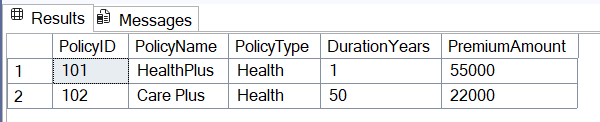 Results Messages
PolicyID PolicyName PolicyType DurationYears PremiumAmount
1 101 HealthPlus Health 1 55000
2 102 Care Plus Health 50 22000